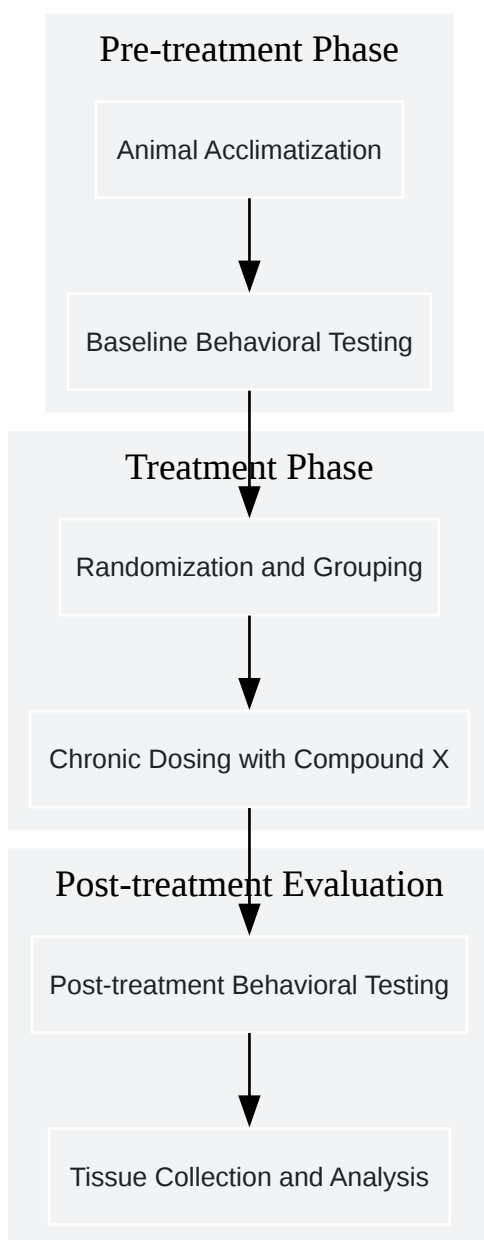 Pre-treatment Phase
Animal Acclimatization
Baseline Behavioral Testing
Treatment Phase
Randomization and Grouping
Chronic Dosing with Compound X
Post-treatment Evaluation
Post-treatment Behavioral Testing
Tissue Collection and Analysis